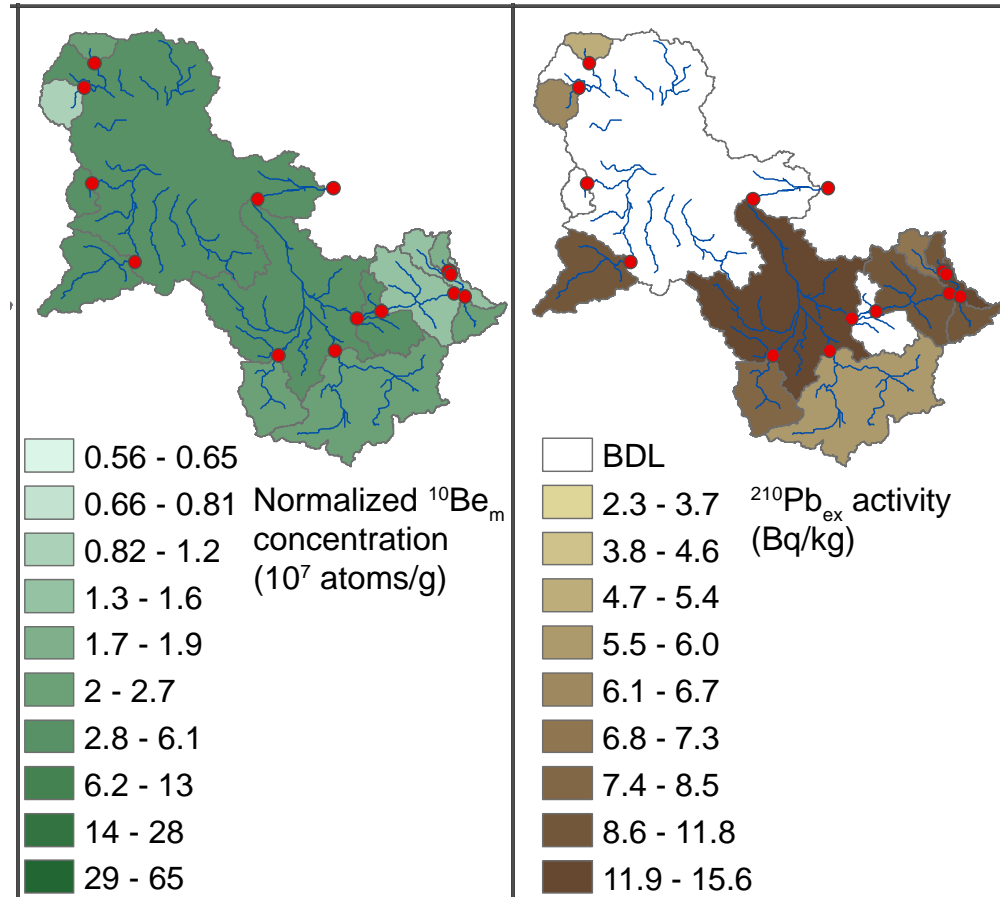 0.56 - 0.65
0.66 - 0.81
0.82 - 1.2
1.3 - 1.6
1.7 - 1.9
2 - 2.7
2.8 - 6.1
6.2 - 13
14 - 28
29 - 65
Normalized ¹⁰Beₘ
concentration
(10⁷ atoms/g)
BDL
2.3 - 3.7
3.8 - 4.6
4.7 - 5.4
5.5 - 6.0
6.1 - 6.7
6.8 - 7.3
7.4 - 8.5
8.6 - 11.8
11.9 - 15.6
²¹⁰Pbₑₓ activity
(Bq/kg)